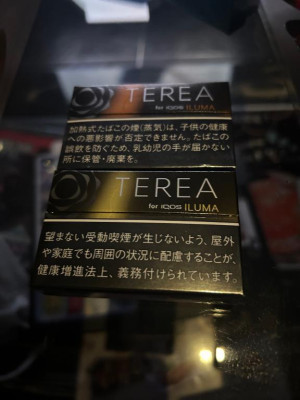 TEREA
for IQOS ILUMA
加熱式たばこの煙(蒸気)は、子供の健康
への悪影響が否定できません。たばこの
誤飲を防ぐため、乳幼児の手が届かない
所に保管・廃棄を。
TEREA
for IQOS ILUMA
望まない受動喫煙が生じないよう、屋外
や家庭でも周囲の状況に配慮することが、
健康増進法上、義務付けられています。